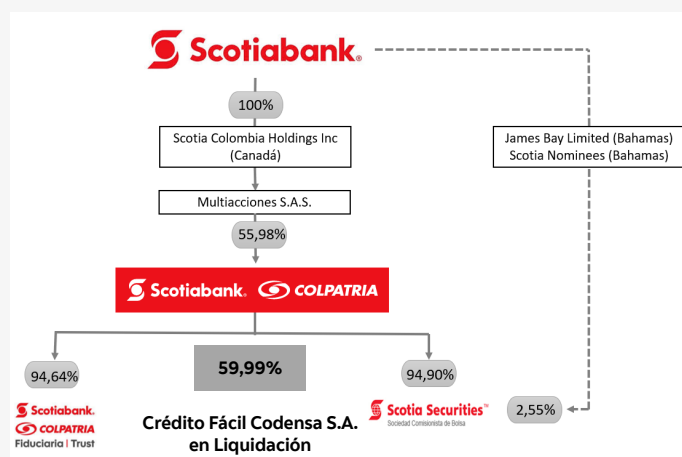 Scotiabank®
100%
Scotia Colombia Holdings Inc
(Canadá)
James Bay Limited (Bahamas)
Scotia Nominees (Bahamas)
Multiacciones S.A.S.
55,98%
Scotiabank® COLPATRIA
94,64%
59,99%
94,90%
Scotiabank®
COLPATRIA
Fiduciaria | Trust
Crédito Fácil Codensa S.A.
en Liquidación
Scotia Securities™
Sociedad Comisionista de Bolsa
2,55%